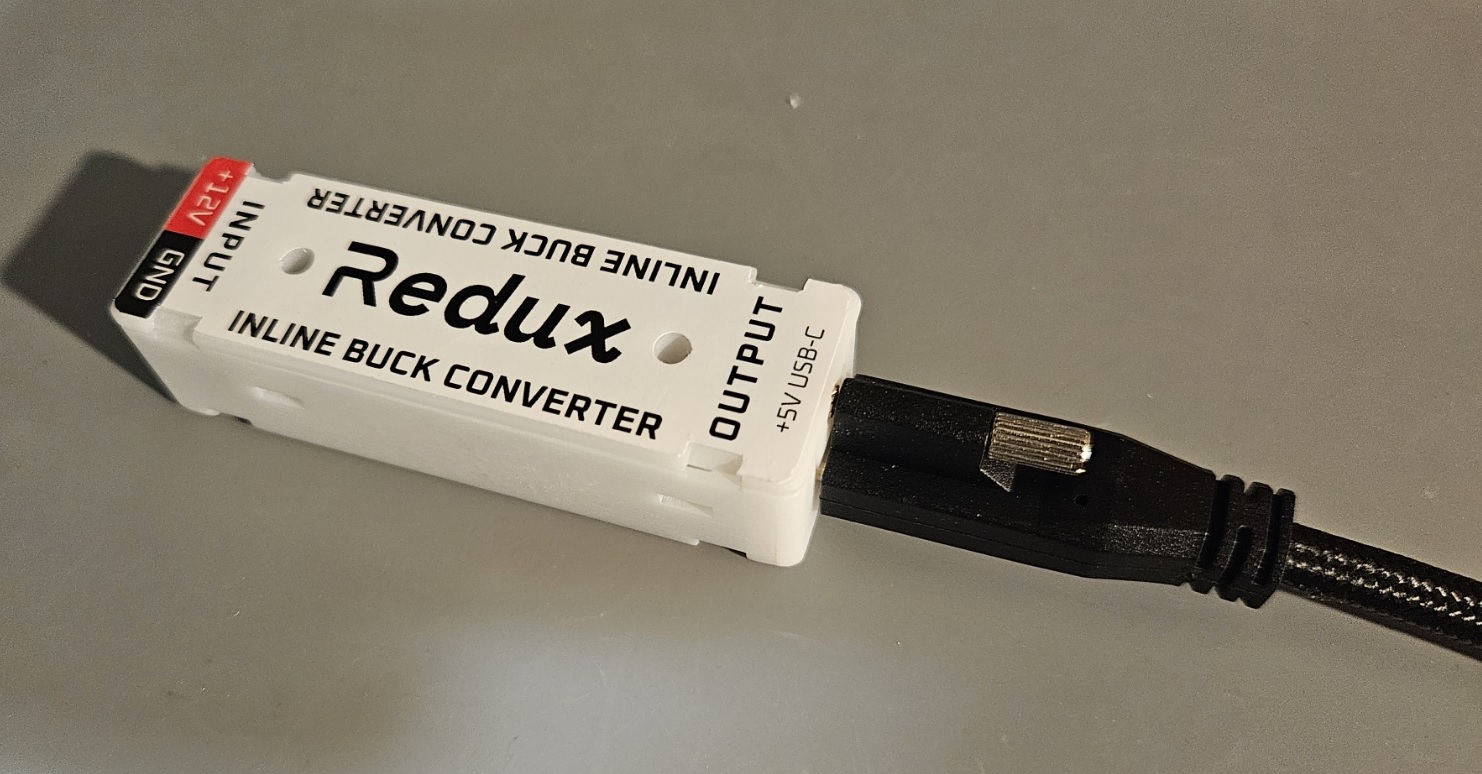 +12V
GND
INPUT
INLINE BUCK CONVERTER
Redux
INLINE BUCK CONVERTER
OUTPUT
+5V USB-C